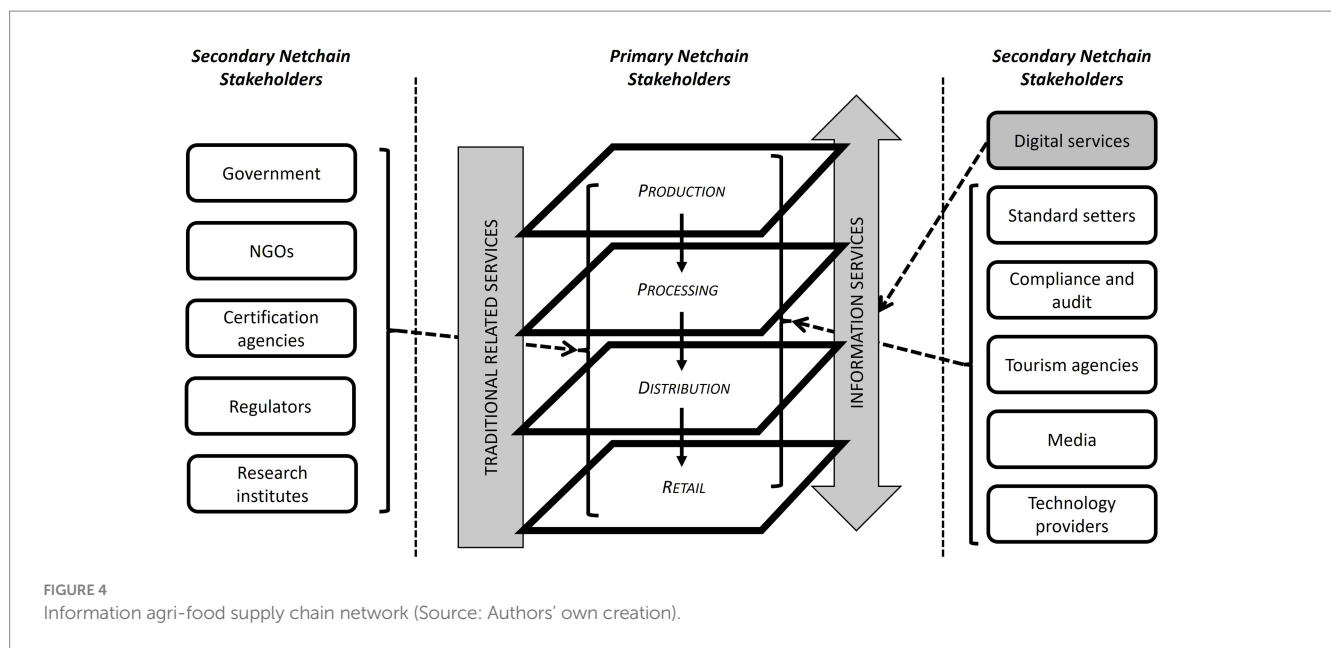 Secondary Netchain
Stakeholders
Government
NGOs
Certification
agencies
Regulators
Research
institutes
Primary Netchain
Stakeholders
TRADITIONAL RELATED SERVICES
PRODUCTION
PROCESSING
DISTRIBUTION
RETAIL
INFORMATION SERVICES
Secondary Netchain
Stakeholders
Digital services
Standard setters
Compliance and
audit
Tourism agencies
Media
Technology
providers
FIGURE 4
Information agri-food supply chain network (Source: Authors’ own creation).